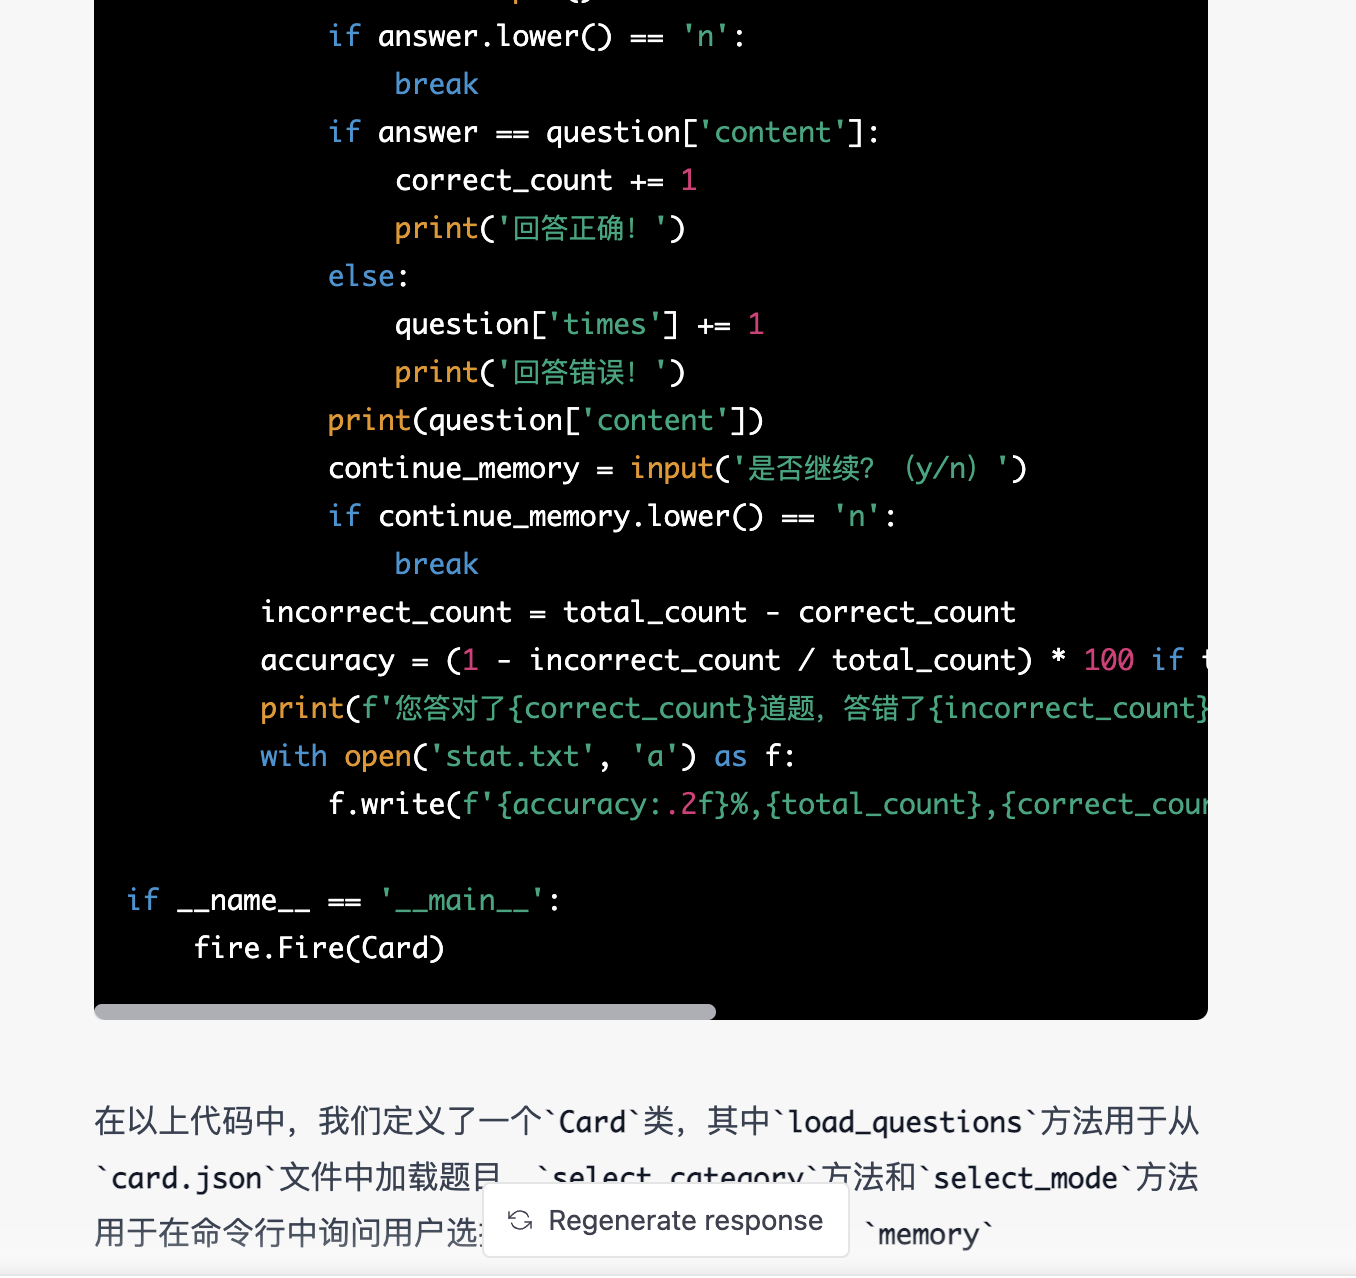 if answer.lower() == 'n':
break
if answer == question['content']:
correct_count += 1
print('回答正确！')
else:
question['times'] += 1
print('回答错误！')
print(question['content'])
continue_memory = input('是否继续？（y/n）')
if continue_memory.lower() == 'n':
break
incorrect_count = total_count - correct_count
accuracy = (1 - incorrect_count / total_count) * 100 if
print(f'您答对了{correct_count}道题，答错了{incorrect_count}
with open('stat.txt', 'a') as f:
f.write(f'{accuracy:.2f}%,{total_count},{correct_cour
if __name__ == '__main__':
fire.Fire(Card)
在以上代码中，我们定义了一个`Card`类，其中`load_questions`方法用于从
`card.json`文件中加载题目，`select_category`方法和`select_mode`方法
用于在命令行中询问用户选 `memory`
Regenerate response